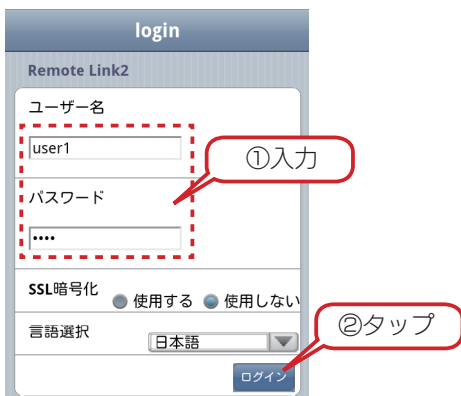 login
Remote Link2
ユーザー名
user1
①入力
パスワード
••••
SSL暗号化
使用する 使用しない
言語選択
日本語
②タップ
ログイン